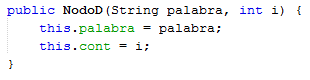 public NodoD(String palabra, int i) {
    this.palabra = palabra;
    this.cont = i;
}